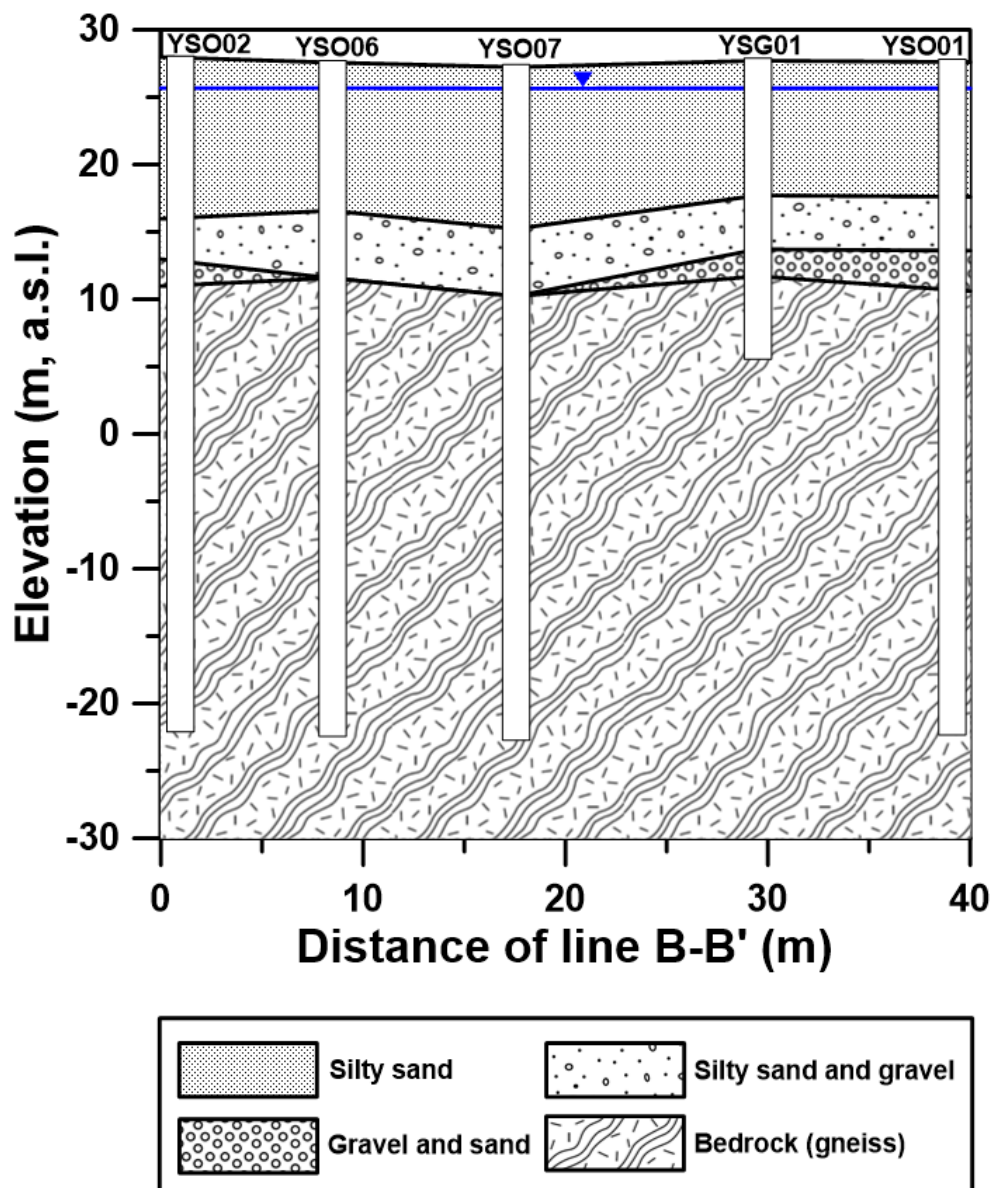 30
YSO02 YSO06 YSO07 YSG01 YSO01
20
10
0
-10
-20
-30
Elevation (m, a.s.l.)
0 10 20 30 40
Distance of line B-B' (m)
Silty sand Silty sand and gravel
Gravel and sand Bedrock (gneiss)